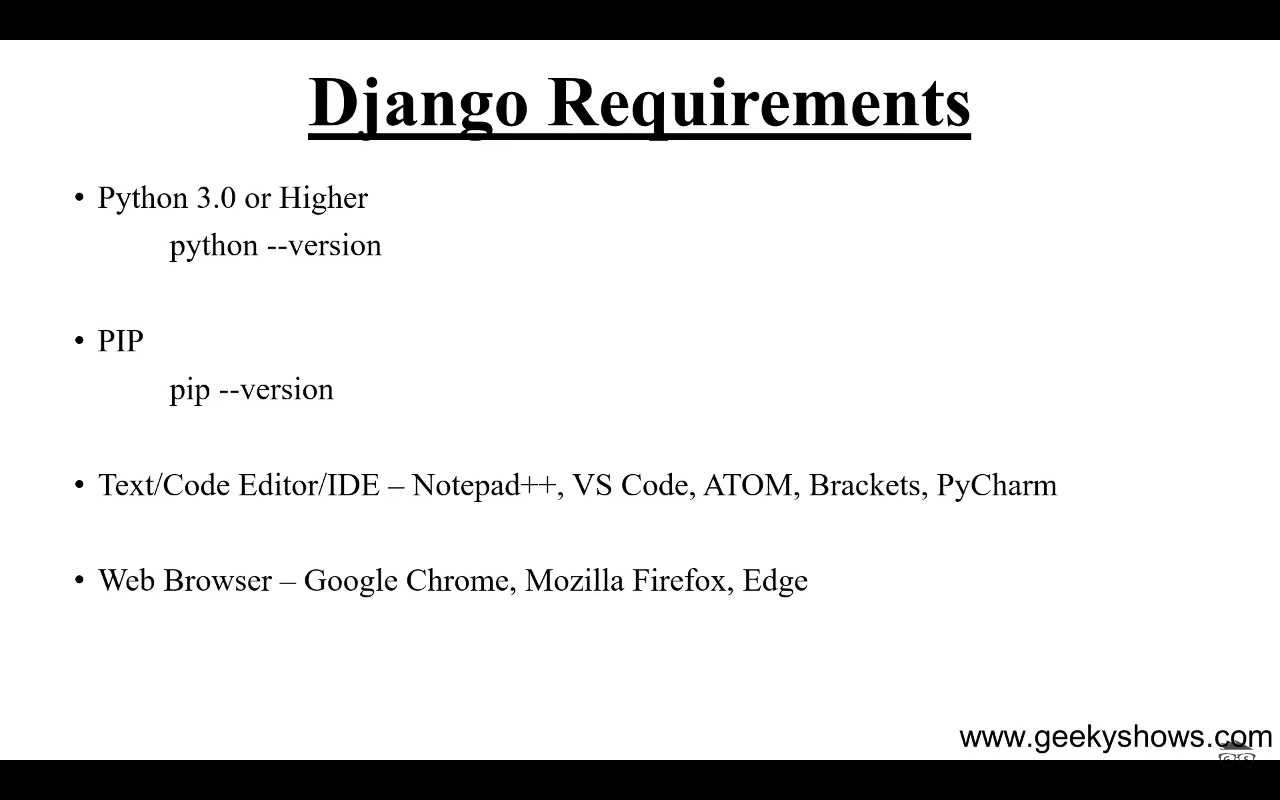 Django Requirements
• Python 3.0 or Higher
python --version
• PIP
pip --version
• Text/Code Editor/IDE – Notepad++, VS Code, ATOM, Brackets, PyCharm
• Web Browser – Google Chrome, Mozilla Firefox, Edge
www.geekyshows.com